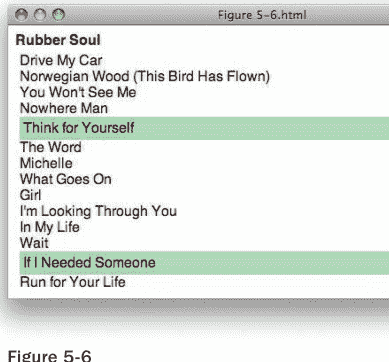 Figure 5-6.html
Rubber Soul
Drive My Car
Norwegian Wood (This Bird Has Flown)
You Won't See Me
Nowhere Man
Think for Yourself
The Word
Michelle
What Goes On
Girl
I'm Looking Through You
In My Life
Wait
If I Needed Someone
Run for Your Life
Figure 5-6